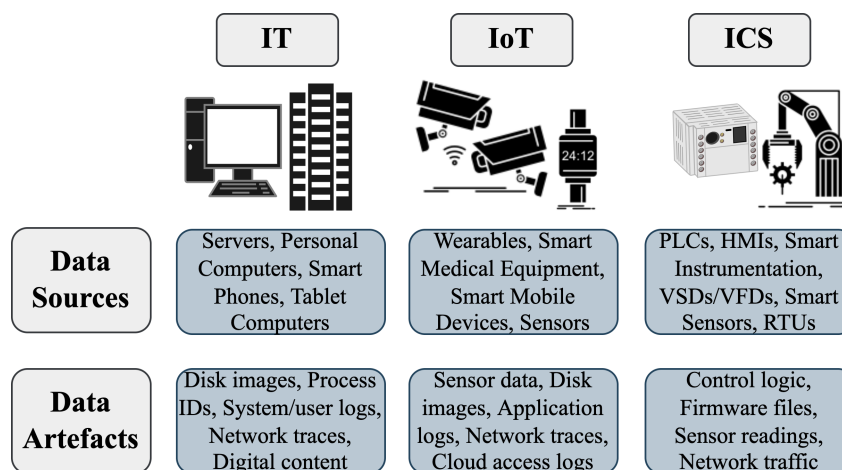 IT
IoT
ICS
24:12
Data
Sources
Servers, Personal
Computers, Smart
Phones, Tablet
Computers
Wearables, Smart
Medical Equipment,
Smart Mobile
Devices, Sensors
PLCs, HMIs, Smart
Instrumentation,
VSDs/VFDs, Smart
Sensors, RTUs
Data
Artefacts
Disk images, Process
IDs, System/user logs,
Network traces,
Digital content
Sensor data, Disk
images, Application
logs, Network traces,
Cloud access logs
Control logic,
Firmware files,
Sensor readings,
Network traffic